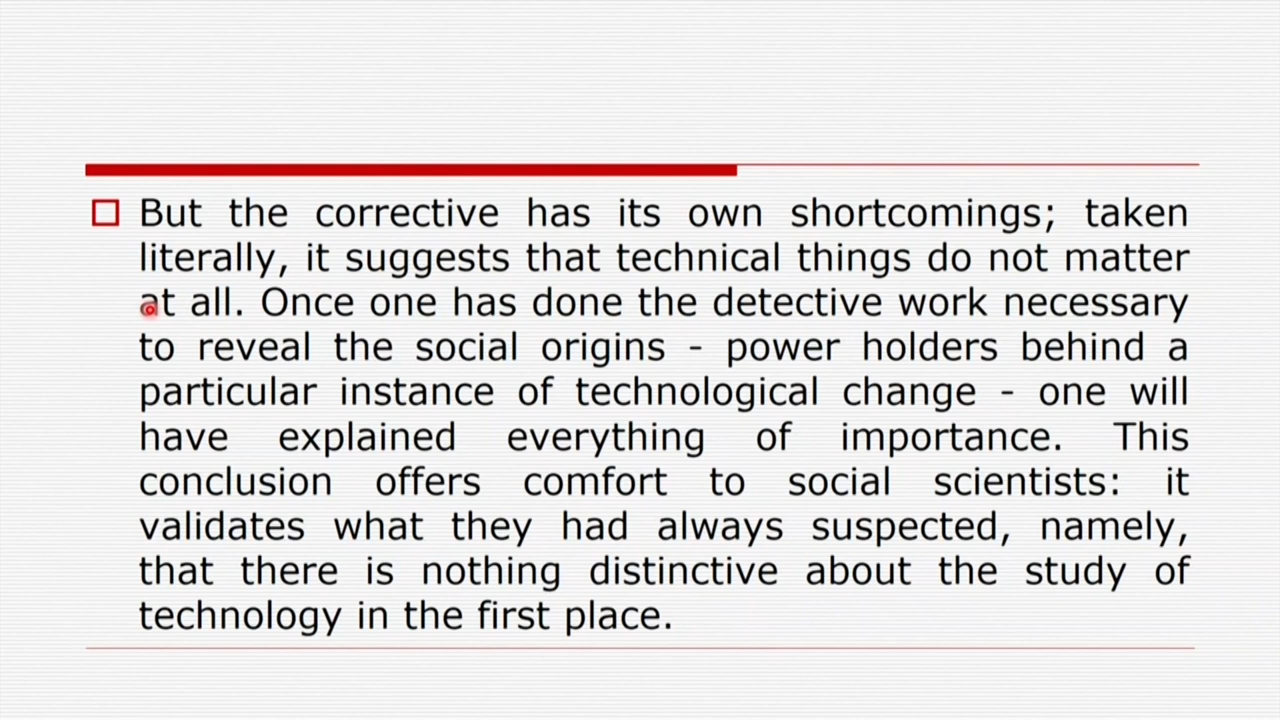 But the corrective has its own shortcomings; taken
literally, it suggests that technical things do not matter
at all. Once one has done the detective work necessary
to reveal the social origins - power holders behind a
particular instance of technological change - one will
have explained everything of importance. This
conclusion offers comfort to social scientists: it
validates what they had always suspected, namely,
that there is nothing distinctive about the study of
technology in the first place.